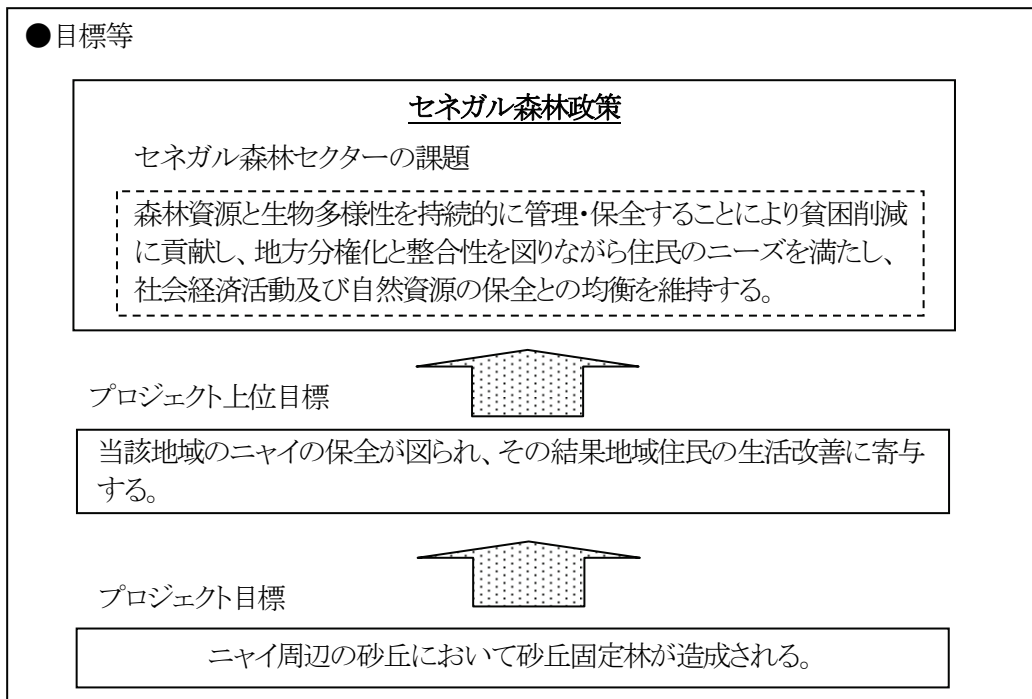 ●目標等
セネガル森林政策
セネガル森林セクターの課題
森林資源と生物多様性を持続的に管理・保全することにより貧困削減
に貢献し、地方分権化と整合性を図りながら住民のニーズを満たし、
社会経済活動及び自然資源の保全との均衡を維持する。
プロジェクト上位目標
当該地域のニャイの保全が図られ、その結果地域住民の生活改善に寄与
する。
プロジェクト目標
ニャイ周辺の砂丘において砂丘固定林が造成される。